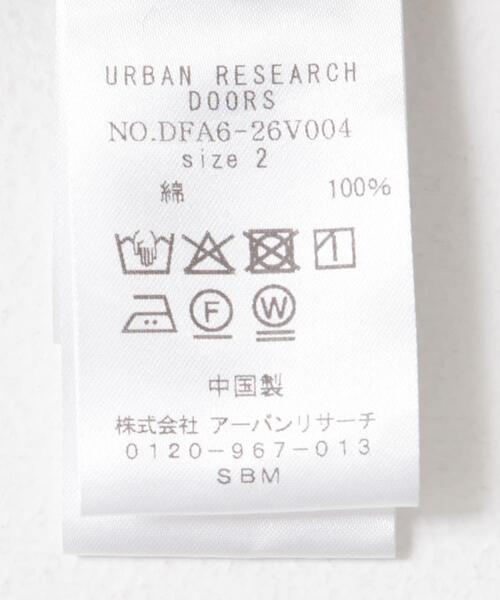 URBAN RESEARCH
DOORS
NO.DFA6-26V004
size 2
綿 100%
F W
中国製
株式会社 アーバンリサーチ
0120-967-013
SBM